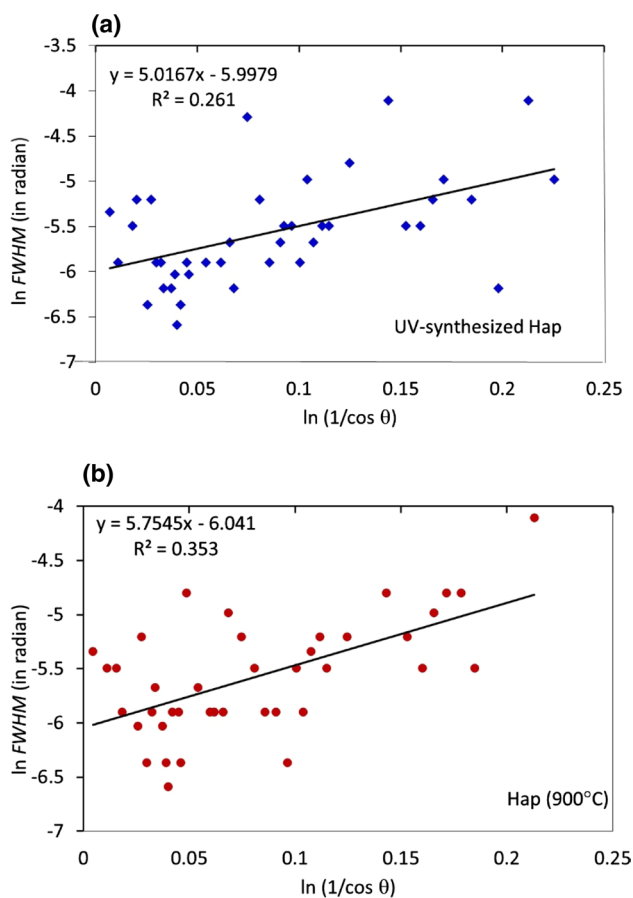 (a)
-3.5
y = 5.0167x - 5.9979
R² = 0.261
-4
-4.5
-5
-5.5
-6
-6.5
-7
ln FWHM (in radian)
UV-synthesized Hap
0 0.05 0.1 0.15 0.2 0.25
ln (1/cos θ)
(b)
-4
y = 5.7545x - 6.041
R² = 0.353
-4.5
-5
-5.5
-6
-6.5
-7
ln FWHM (in radian)
Hap (900°C)
0 0.05 0.1 0.15 0.2 0.25
ln (1/cos θ)